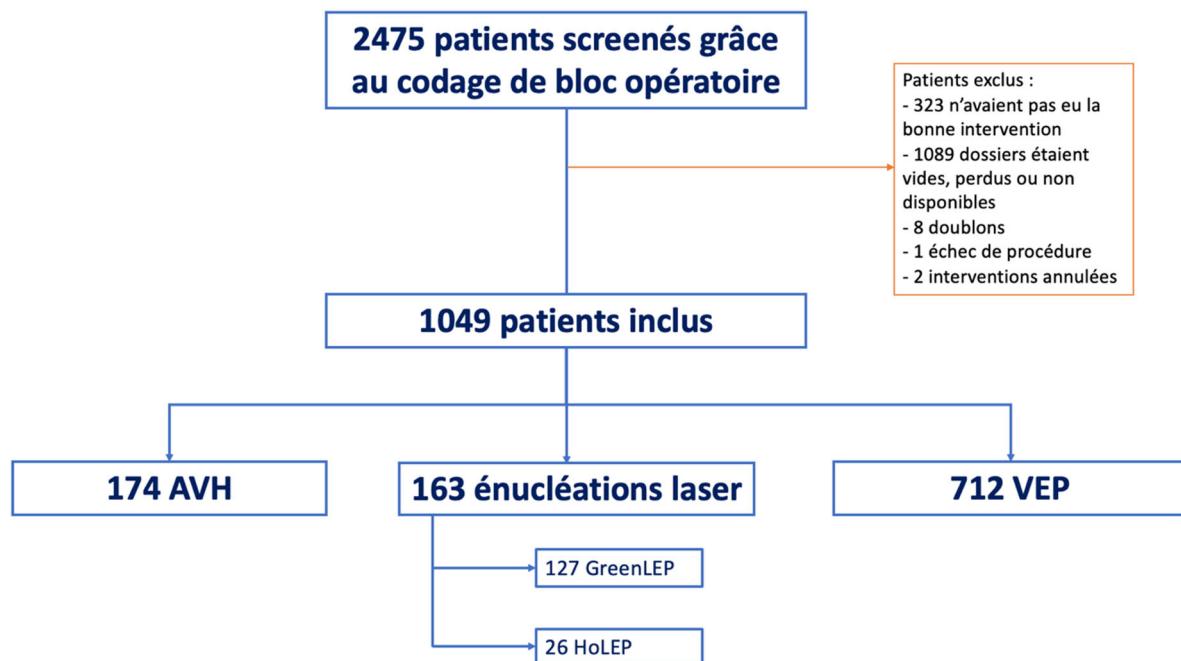 2475 patients screenés grâce
au codage de bloc opératoire
Patients exclus :
- 323 n’avaient pas eu la
bonne intervention
- 1089 dossiers étaient
vides, perdus ou non
disponibles
- 8 doublons
- 1 échec de procédure
- 2 interventions annulées
1049 patients inclus
174 AVH
163 énucléations laser
712 VEP
127 GreenLEP
26 HoLEP